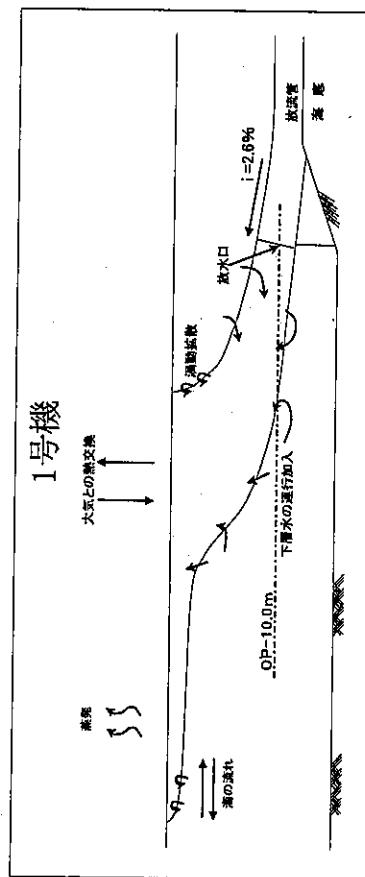 1号機
蒸発
大気との熱交換
渦動拡散
i=2.6%
潮の流れ
放水口
放流管
海底
下層水の連行加入
OP-10.0m